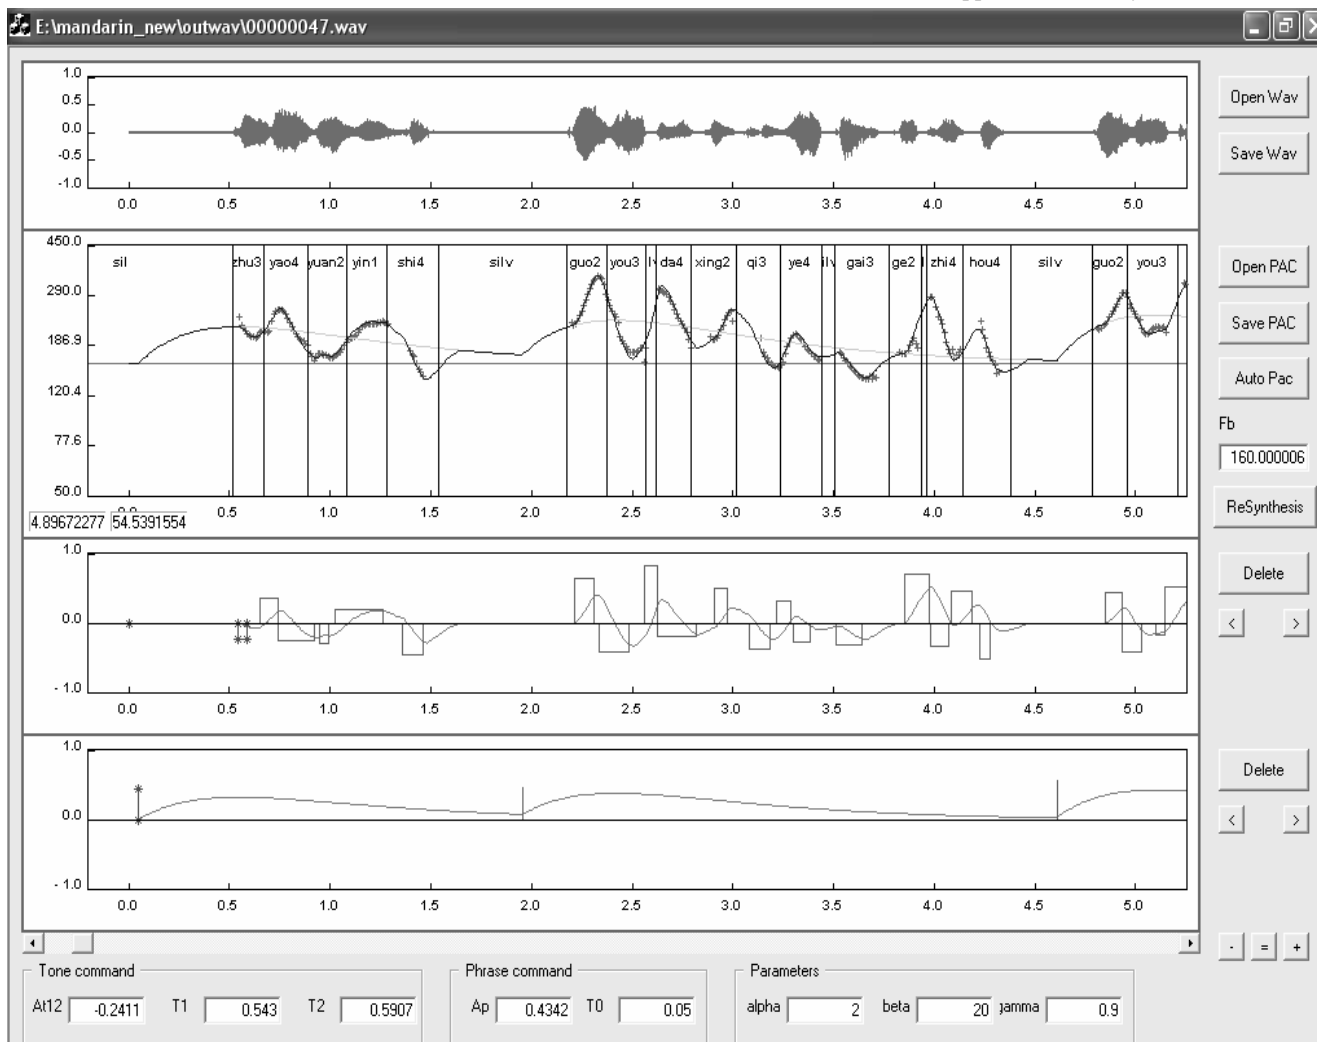 E:\mandarin_new\outwav\00000047.wav
1.0
0.5
0.0
-0.5
-1.0
0.0 0.5 1.0 1.5 2.0 2.5 3.0 3.5 4.0 4.5 5.0
Open Wav
Save Wav
450.0
290.0
186.9
120.4
77.6
50.0
sil zhu3 yao4 yuan2 yin1 shi4 silv guo2 you3 da4 xing2 qi3 ye4 gai3 ge2 zhi4 hou4 silv guo2 you3
0.5 1.0 1.5 2.0 2.5 3.0 3.5 4.0 4.5 5.0
4.89672277 54.5391554
Open PAC
Save PAC
Auto Pac
Fb
160.000006
ReSynthesis
1.0
0.0
- 1.0
0.0 0.5 1.0 1.5 2.0 2.5 3.0 3.5 4.0 4.5 5.0
Delete
< >
1.0
0.0
- 1.0
0.0 0.5 1.0 1.5 2.0 2.5 3.0 3.5 4.0 4.5 5.0
Delete
< >
- = +
Tone command
At12 -0.2411 T1 0.543 T2 0.5907
Phrase command
Ap 0.4342 T0 0.05
Parameters
alpha 2 beta 20 gamma 0.9